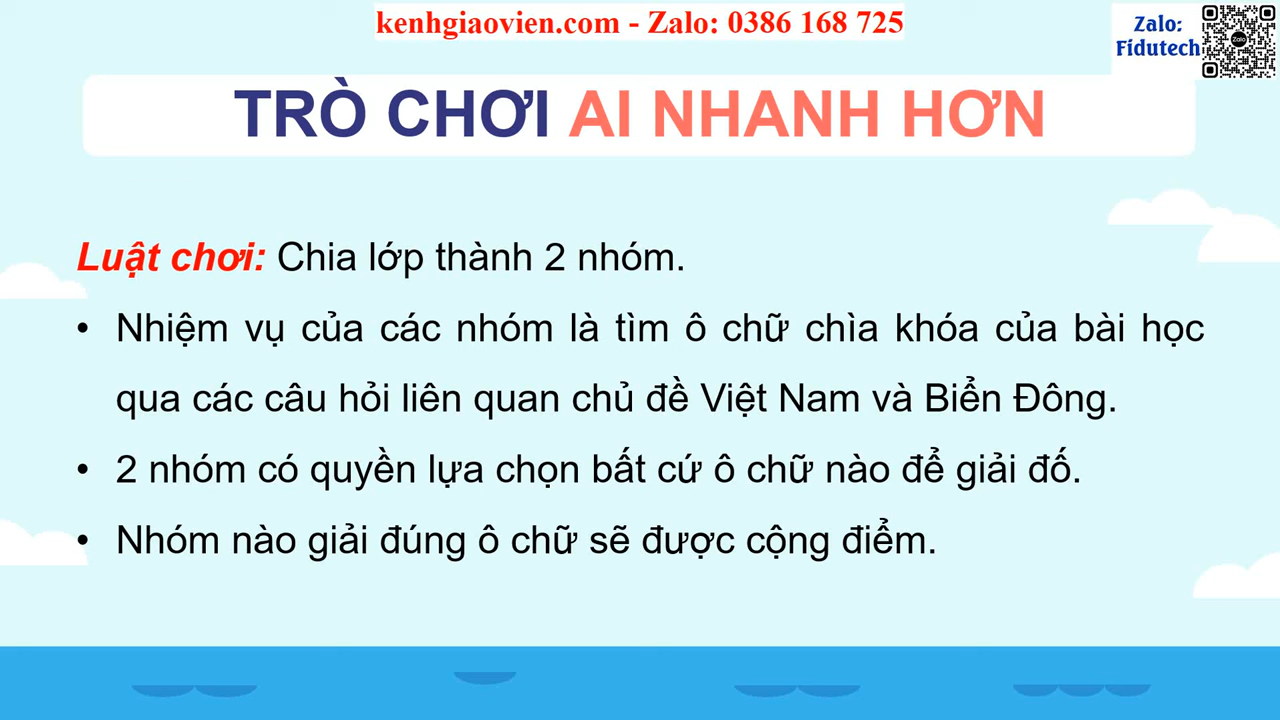 kenhgiaovien.com - Zalo: 0386 168 725
Zalo:
Fidutech
Zalo
TRÒ CHƠI AI NHANH HƠN
Luật chơi: Chia lớp thành 2 nhóm.
• Nhiệm vụ của các nhóm là tìm ô chữ chìa khóa của bài học
qua các câu hỏi liên quan chủ đề Việt Nam và Biển Đông.
• 2 nhóm có quyền lựa chọn bất cứ ô chữ nào để giải đố.
• Nhóm nào giải đúng ô chữ sẽ được cộng điểm.